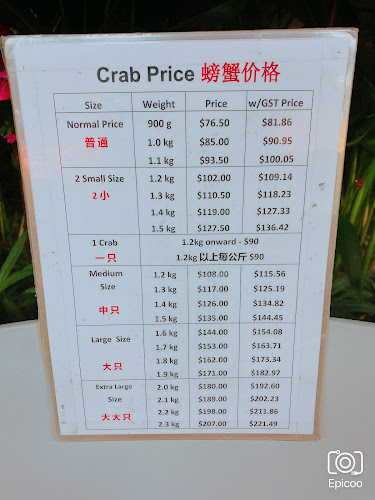 Crab Price 螃蟹价格
Size Weight Price w/GST Price
Normal Price 900 g $76.50 $81.86
普通 1.0 kg $85.00 $90.95
1.1 kg $93.50 $100.05
2 Small Size 1.2 kg $102.00 $109.14
2 小 1.3 kg $110.50 $118.23
1.4 kg $119.00 $127.33
1.5 kg $127.50 $136.42
1 Crab 1.2kg onward - $90
一只 1.2kg 以上每公斤 $90
Medium 1.2 kg $108.00 $115.56
Size 1.3 kg $117.00 $125.19
中只 1.4 kg $126.00 $134.82
1.5 kg $135.00 $144.45
Large Size 1.6 kg $144.00 $154.08
1.7 kg $153.00 $163.71
大只 1.8 kg $162.00 $173.34
1.9 kg $171.00 $182.97
Extra Large 2.0 kg $180.00 $192.60
Size 2.1 kg $189.00 $202.23
大大只 2.2 kg $198.00 $211.86
2.3 kg $207.00 $221.49
Epicoo